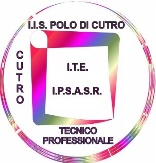 I.I.S. POLO DI CUTRO
CUTRO
I.T.E.
I.P.S.A.S.R.
TECNICO
PROFESSIONALE